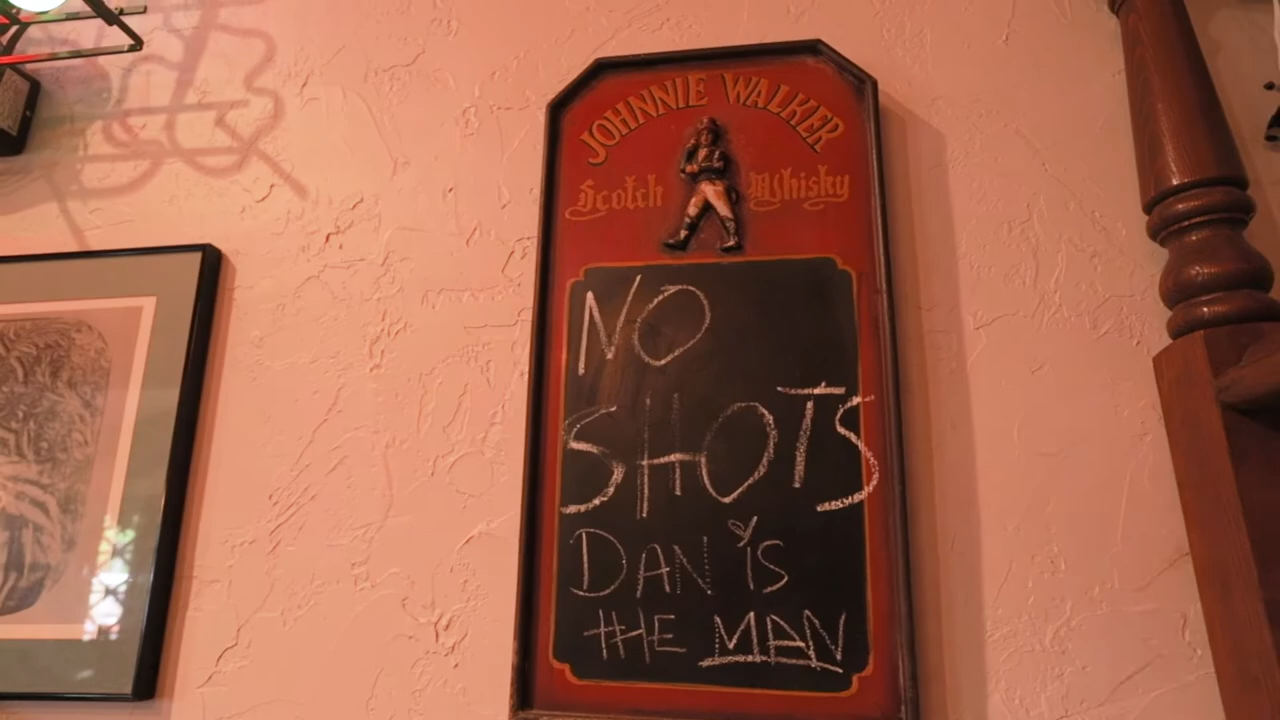 JOHNNIE WALKER
Scotch Whisky
NO
SHOTS
DAN IS
THE MAN